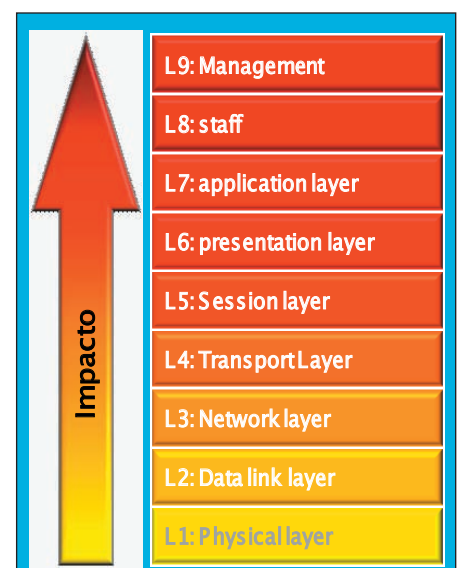 L9: Management
L8: staff
L7: application layer
L6: presentation layer
L5: Session layer
L4: Transport Layer
L3: Network layer
L2: Data link layer
L1: Physical layer
Impacto